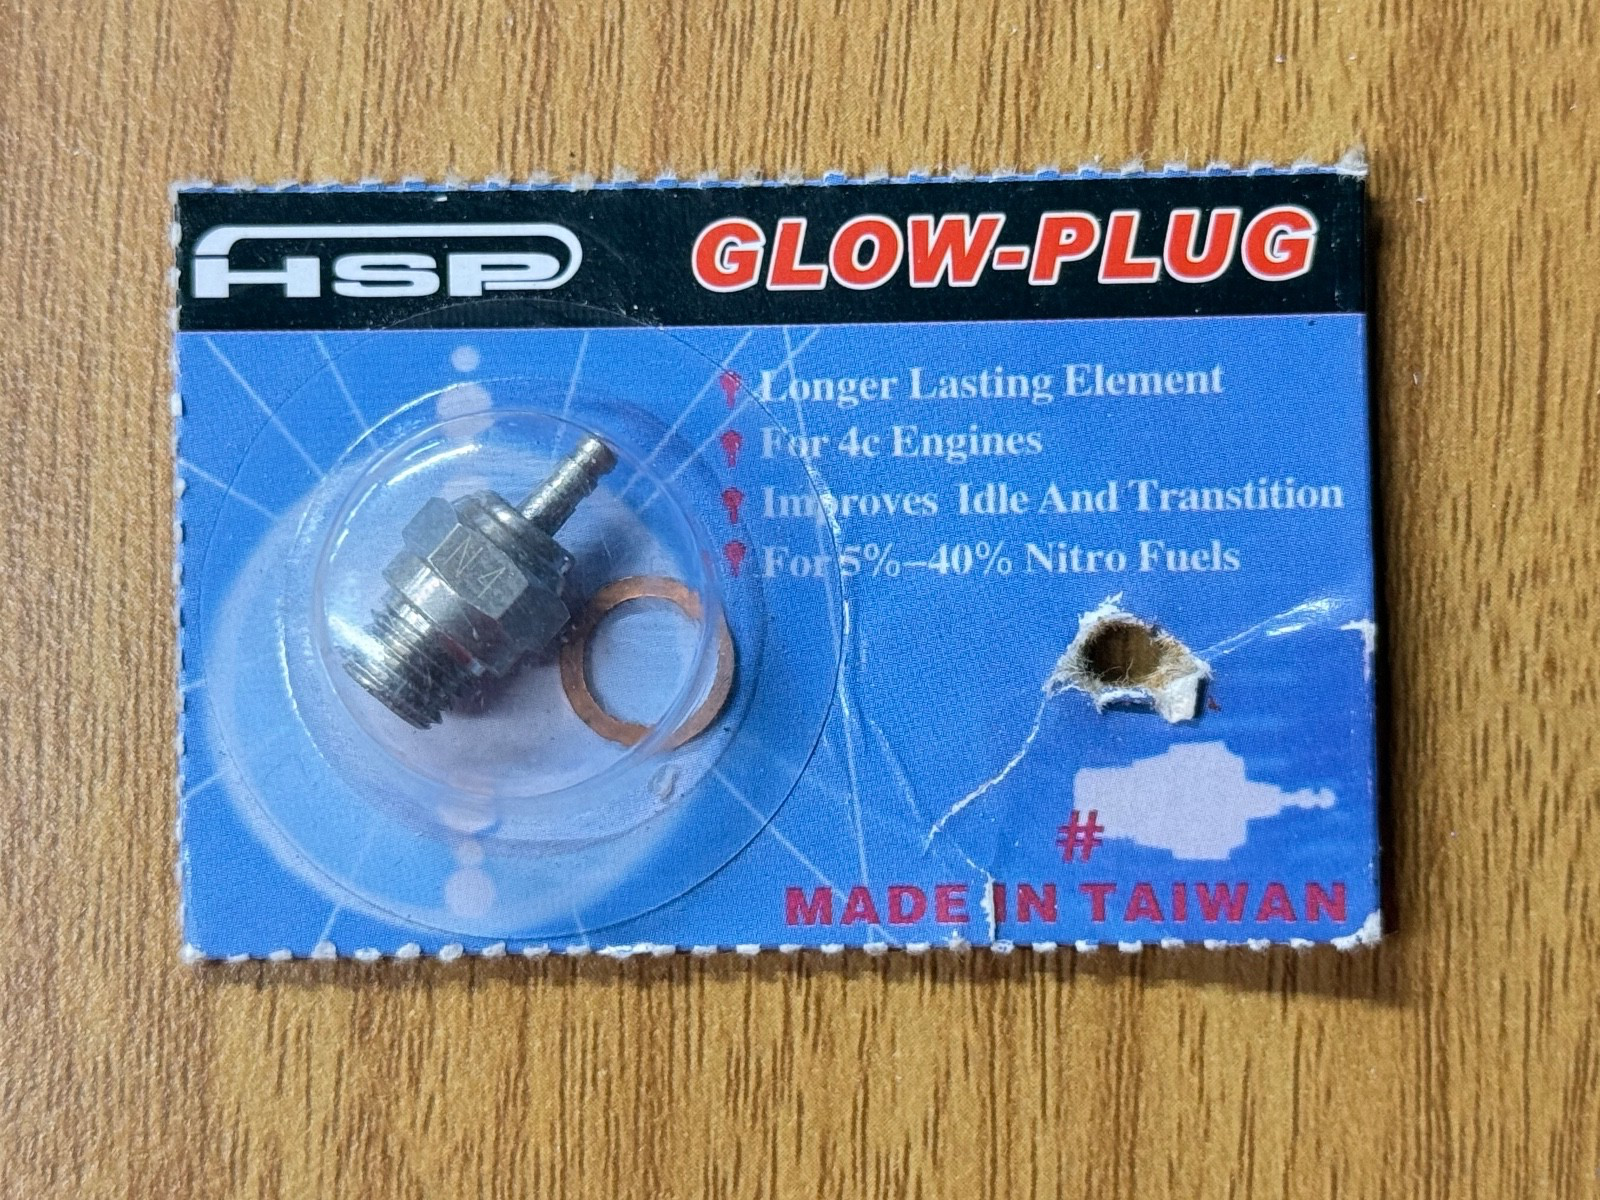 HSP GLOW-PLUG
Longer Lasting Element
For 4c Engines
Improves Idle And Transtition
For 5%-40% Nitro Fuels
N4
#
MADE IN TAIWAN